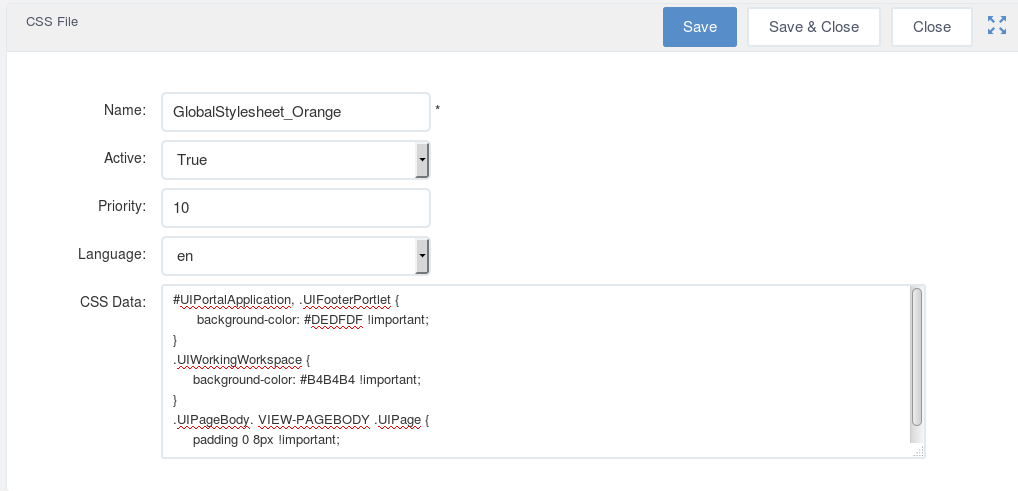 CSS File
Save
Save & Close
Close
Name:
GlobalStylesheet_Orange
*
Active:
True
Priority:
10
Language:
en
CSS Data:
#UIPortalApplication, .UIFooterPortlet {
background-color: #DEDFDF !important;
}
.UIWorkingWorkspace {
background-color: #B4B4B4 !important;
}
.UIPageBody. VIEW-PAGEBODY .UIPage {
padding 0 8px !important;